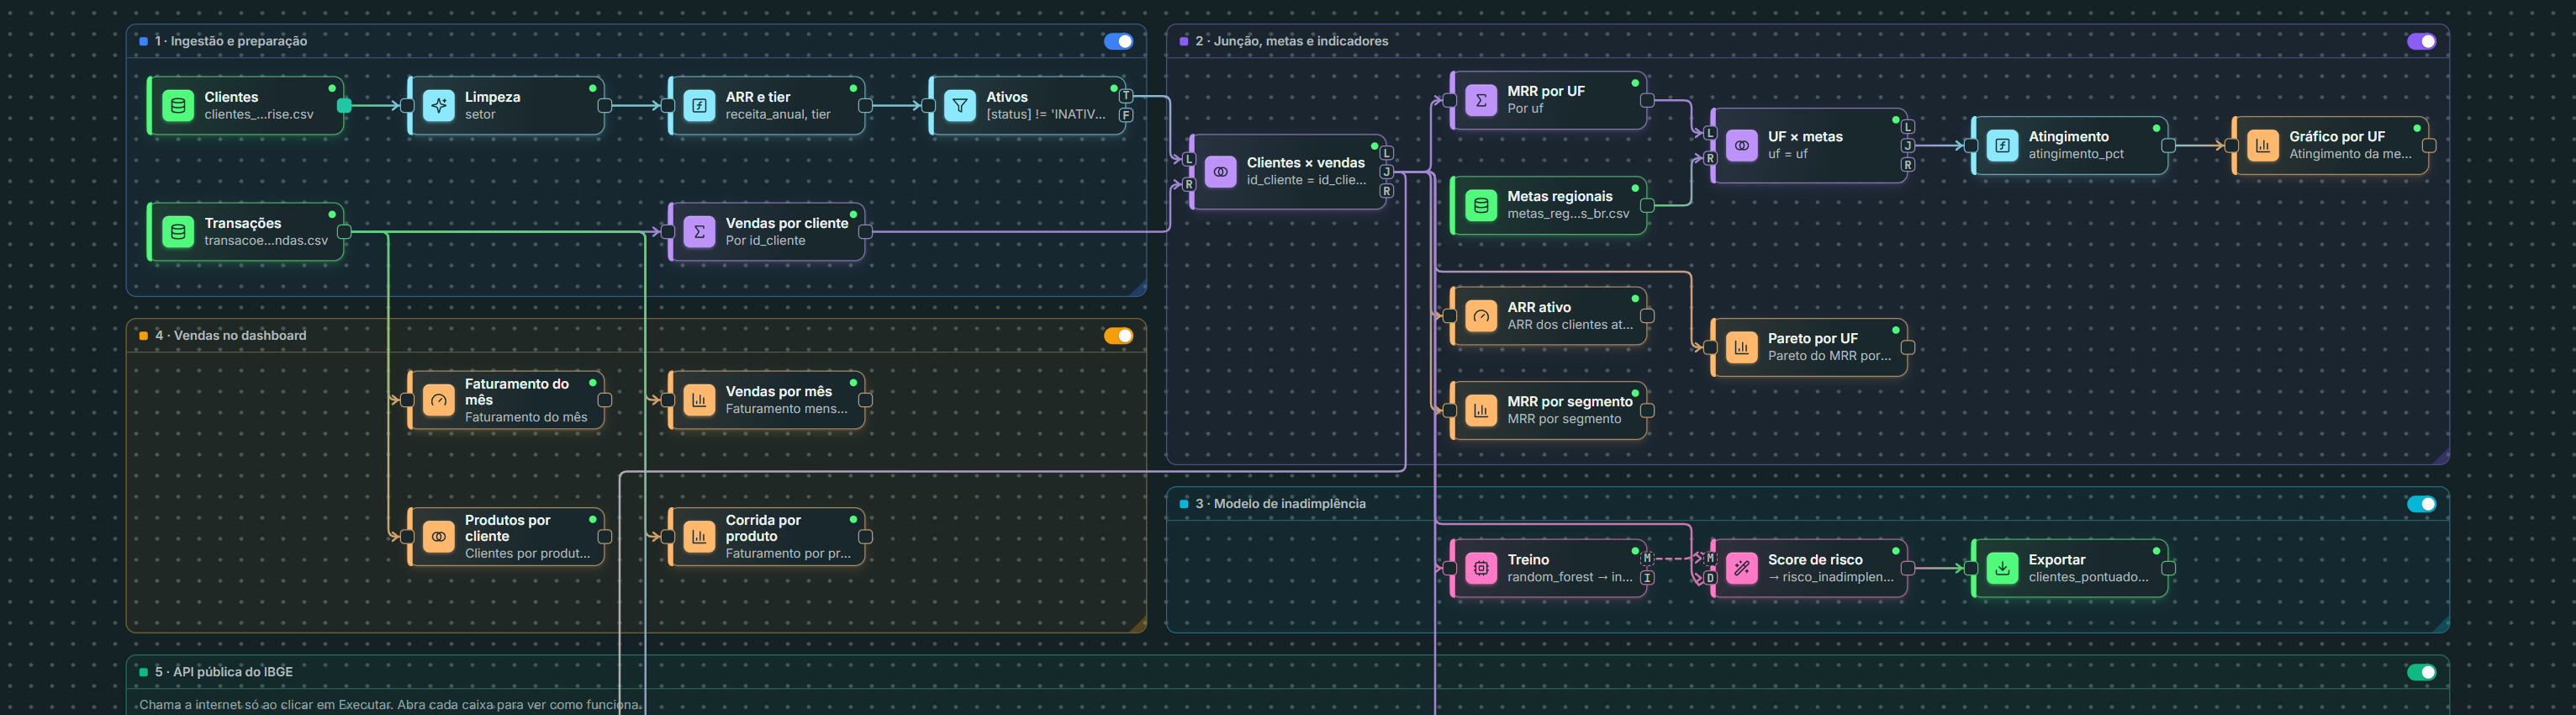 1 · Ingestão e preparação
Clientes
clientes_...rise.csv
Limpeza
setor
ARR e tier
receita_anual, tier
Ativos
[status] != 'INATIV...
T
F
Transações
transacoe...ndas.csv
Vendas por cliente
Por id_cliente
2 · Junção, metas e indicadores
L
R
Clientes × vendas
id_cliente = id_clie...
L
J
R
MRR por UF
Por uf
Metas regionais
metas_reg...s_br.csv
L
R
UF × metas
uf = uf
L
J
R
Atingimento
atingimento_pct
Gráfico por UF
Atingimento da me...
ARR ativo
ARR dos clientes at...
Pareto por UF
Pareto do MRR por...
MRR por segmento
MRR por segmento
4 · Vendas no dashboard
Faturamento do
mês
Faturamento do mês
Vendas por mês
Faturamento mens...
Produtos por
cliente
Clientes por produt...
Corrida por
produto
Faturamento por pr...
3 · Modelo de inadimplência
Treino
random_forest → in...
M
I
M
D
Score de risco
→ risco_inadimplen...
Exportar
clientes_pontuado...
5 · API pública do IBGE
Chama a internet só ao clicar em Executar. Abra cada caixa para ver como funciona.